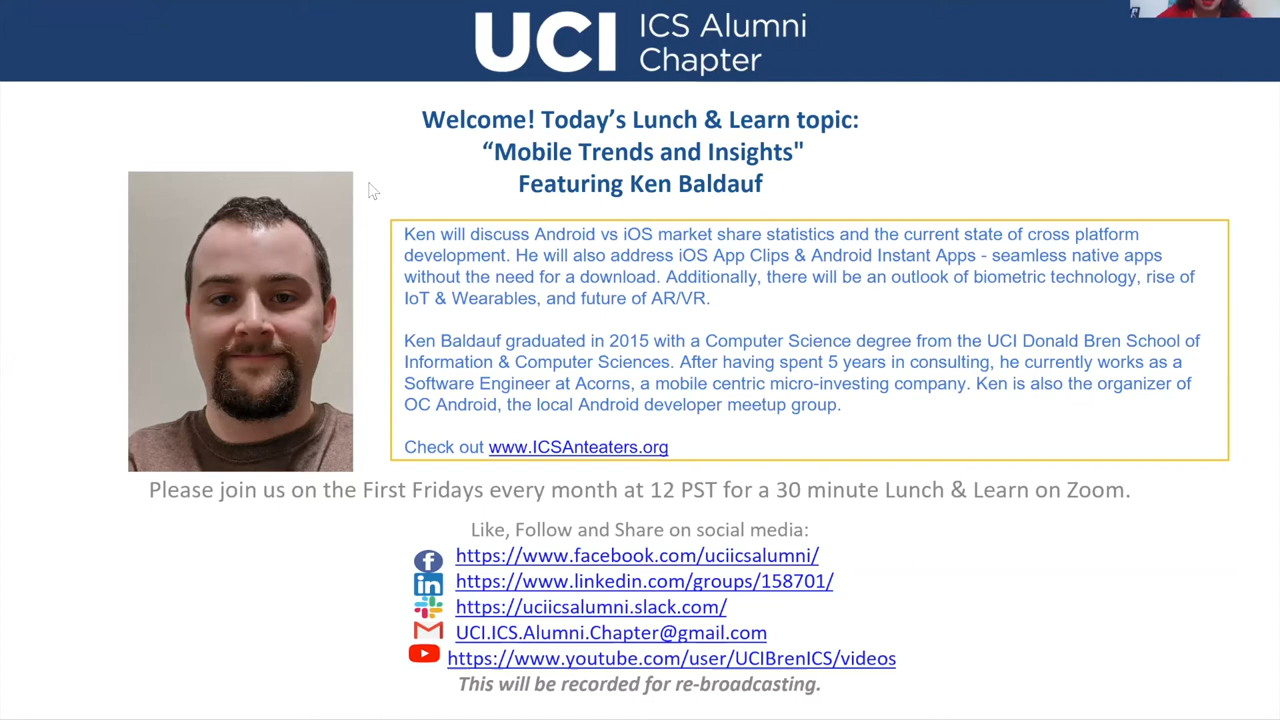 UCI ICS Alumni
Chapter
Welcome! Today’s Lunch & Learn topic:
“Mobile Trends and Insights"
Featuring Ken Baldauf
Ken will discuss Android vs iOS market share statistics and the current state of cross platform
development. He will also address iOS App Clips & Android Instant Apps - seamless native apps
without the need for a download. Additionally, there will be an outlook of biometric technology, rise of
IoT & Wearables, and future of AR/VR.
Ken Baldauf graduated in 2015 with a Computer Science degree from the UCI Donald Bren School of
Information & Computer Sciences. After having spent 5 years in consulting, he currently works as a
Software Engineer at Acorns, a mobile centric micro-investing company. Ken is also the organizer of
OC Android, the local Android developer meetup group.
Check out www.ICSAnteaters.org
Please join us on the First Fridays every month at 12 PST for a 30 minute Lunch & Learn on Zoom.
Like, Follow and Share on social media:
https://www.facebook.com/uciicsalumni/
https://www.linkedin.com/groups/158701/
https://uciicsalumni.slack.com/
UCI.ICS.Alumni.Chapter@gmail.com
https://www.youtube.com/user/UCIBrenICS/videos
This will be recorded for re-broadcasting.